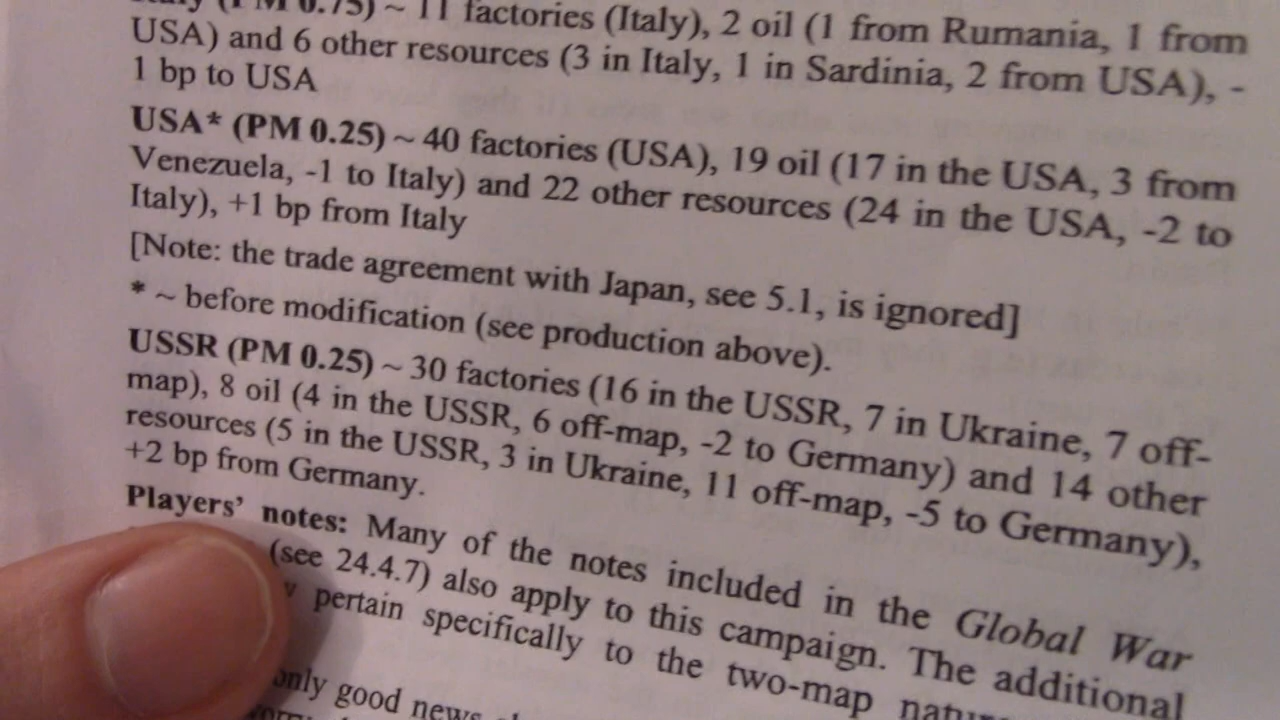 Italy (PM 0.75) ~ 11 factories (Italy), 2 oil (1 from Rumania, 1 from
USA) and 6 other resources (3 in Italy, 1 in Sardinia, 2 from USA), -
1 bp to USA
USA* (PM 0.25) ~ 40 factories (USA), 19 oil (17 in the USA, 3 from
Venezuela, -1 to Italy) and 22 other resources (24 in the USA, -2 to
Italy), +1 bp from Italy
[Note: the trade agreement with Japan, see 5.1, is ignored]
* ~ before modification (see production above).
USSR (PM 0.25) ~ 30 factories (16 in the USSR, 7 in Ukraine, 7 off-
map), 8 oil (4 in the USSR, 6 off-map, -2 to Germany) and 14 other
resources (5 in the USSR, 3 in Ukraine, 11 off-map, -5 to Germany),
+2 bp from Germany.
Players' notes: Many of the notes included in the Global War
(see 24.4.7) also apply to this campaign. The additional
pertain specifically to the two-map
only good news